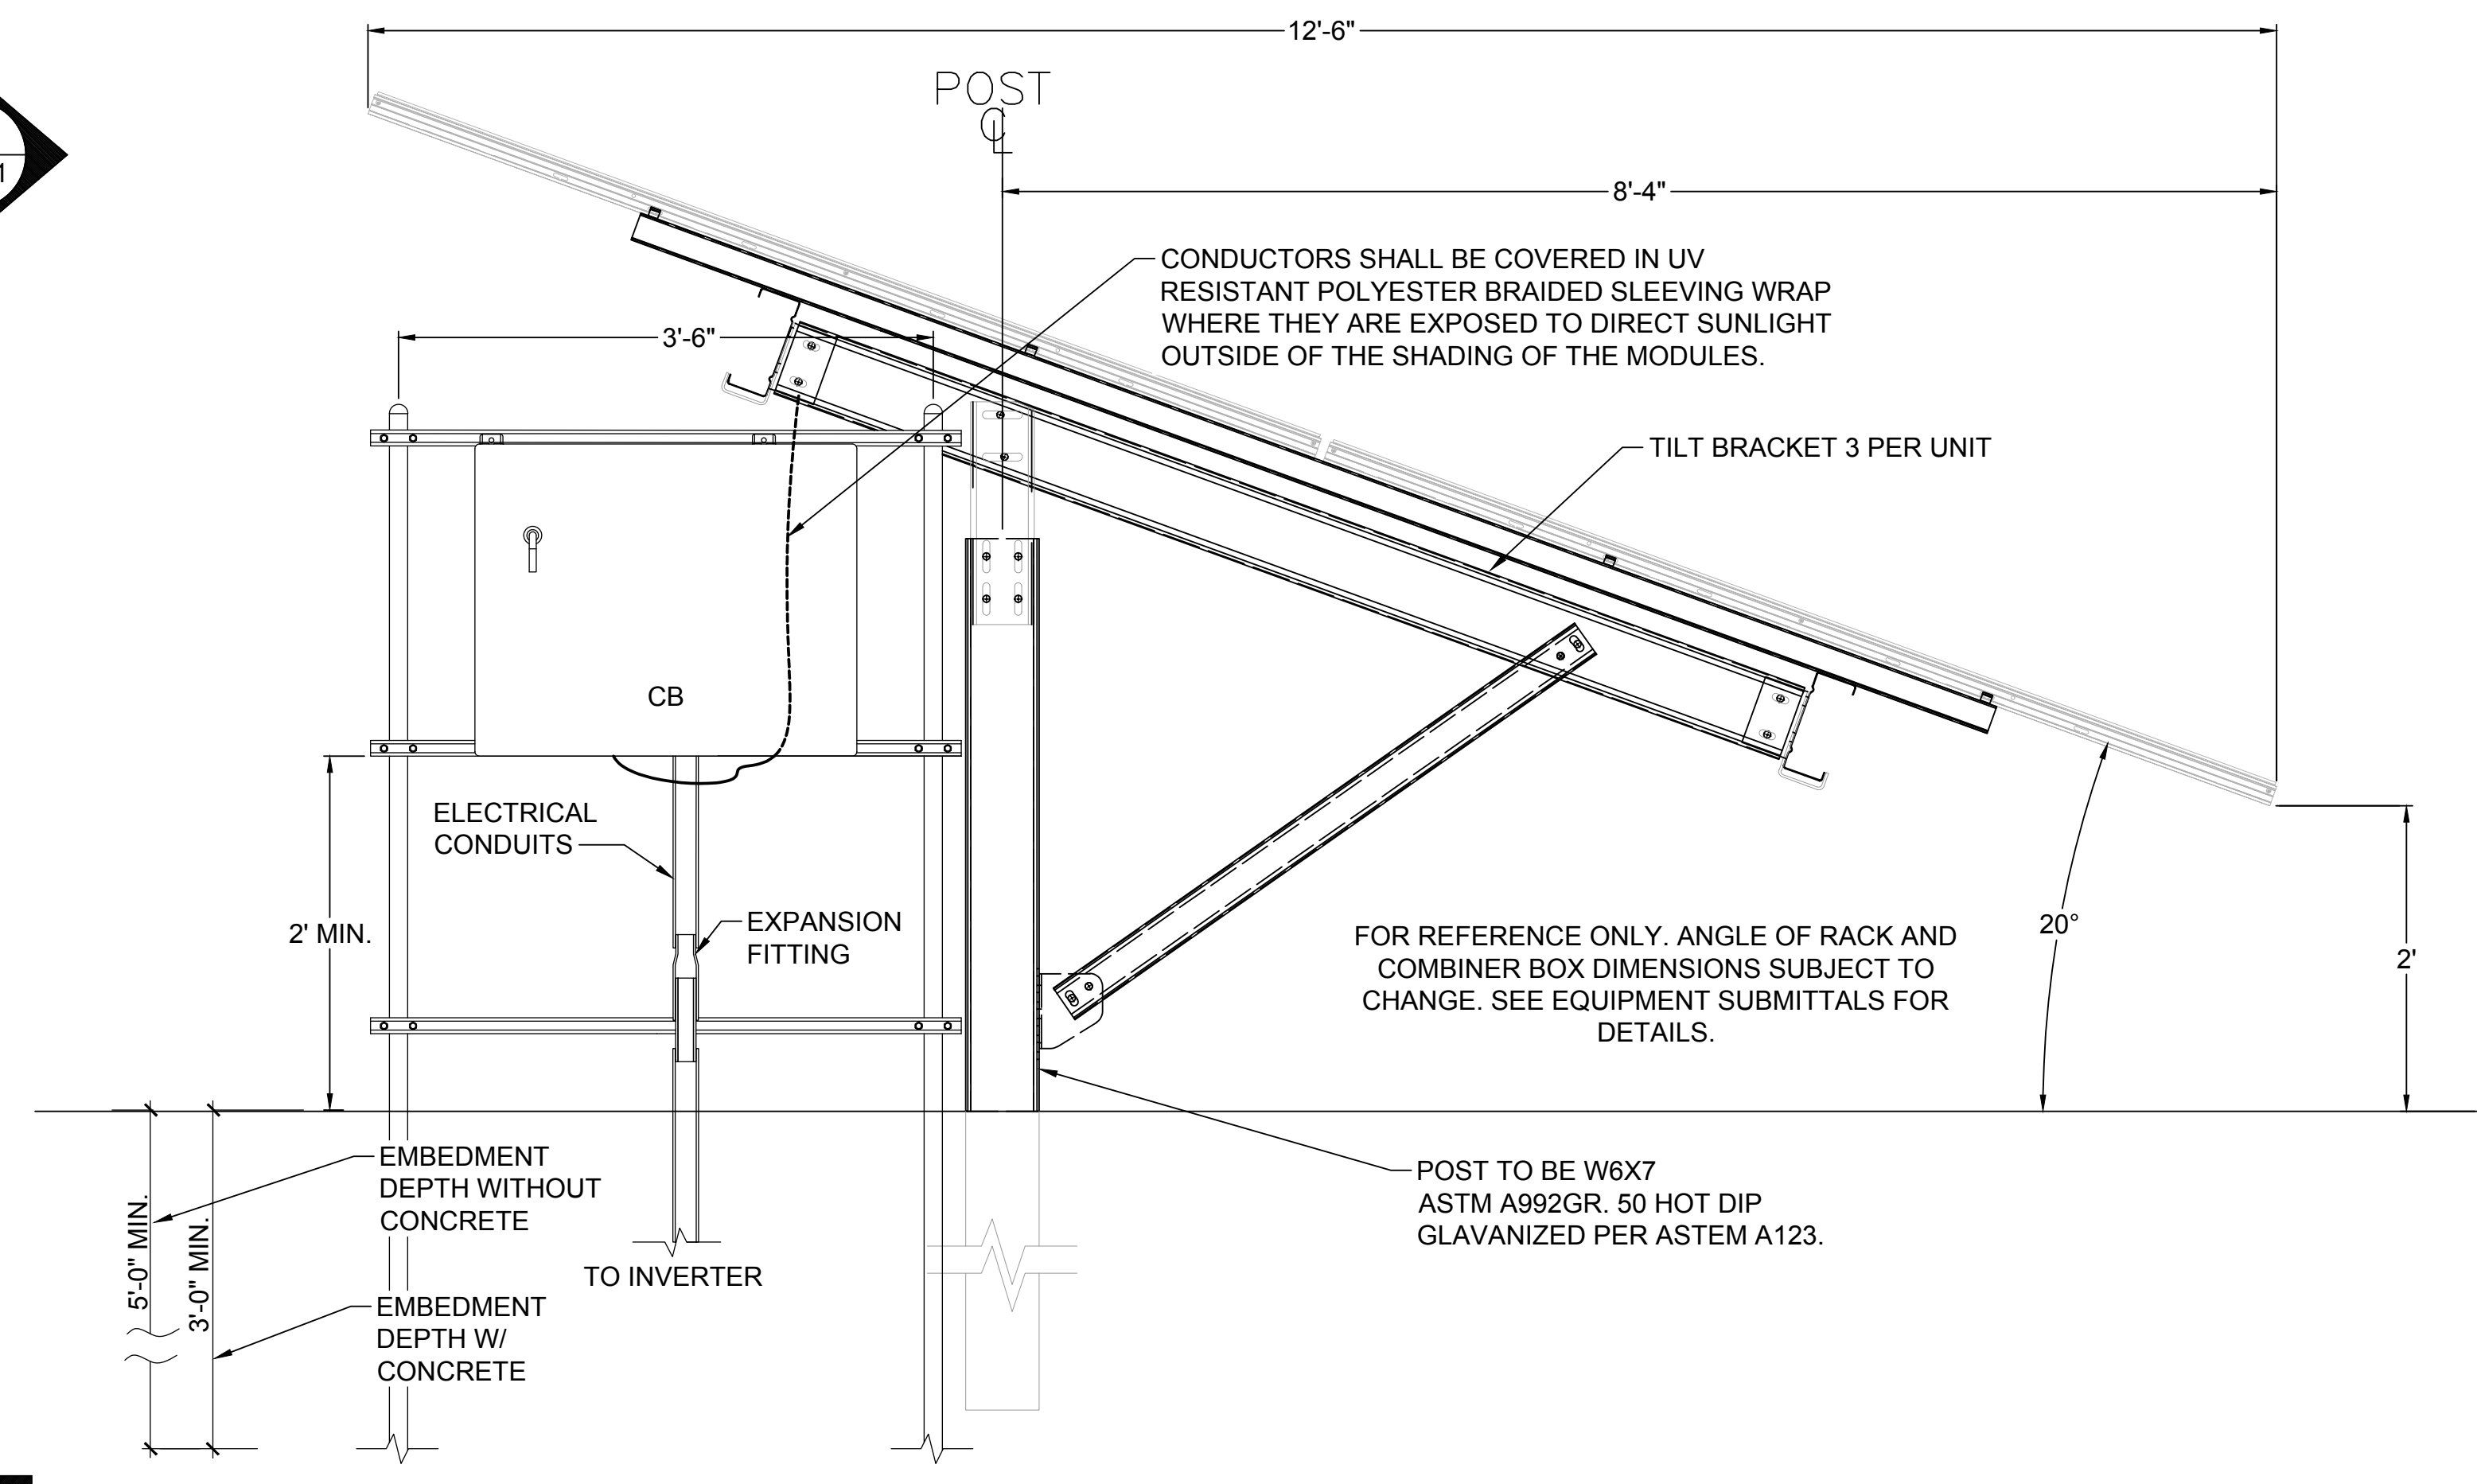 12'-6"
POST
CL
8'-4"
1
CONDUCTORS SHALL BE COVERED IN UV
RESISTANT POLYESTER BRAIDED SLEEVING WRAP
WHERE THEY ARE EXPOSED TO DIRECT SUNLIGHT
OUTSIDE OF THE SHADING OF THE MODULES.
3'-6"
TILT BRACKET 3 PER UNIT
CB
ELECTRICAL
CONDUITS
EXPANSION
FITTING
2' MIN.
FOR REFERENCE ONLY. ANGLE OF RACK AND
COMBINER BOX DIMENSIONS SUBJECT TO
CHANGE. SEE EQUIPMENT SUBMITTALS FOR
DETAILS.
20°
2'
EMBEDMENT
DEPTH WITHOUT
CONCRETE
5'-0" MIN.
3'-0" MIN.
POST TO BE W6X7
ASTM A992GR. 50 HOT DIP
GLAVANIZED PER ASTEM A123.
TO INVERTER
EMBEDMENT
DEPTH W/
CONCRETE